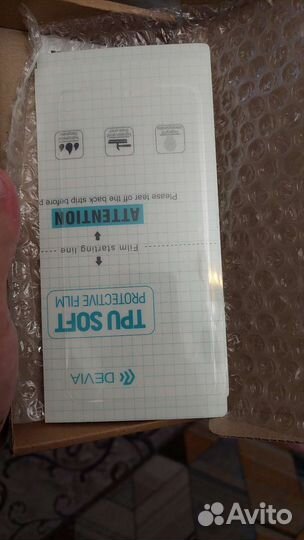 DEVIA
TPU SOFT
PROTECTIVE FILM
Film starting line
ATTENTION
Please tear off the back strip before
Avito